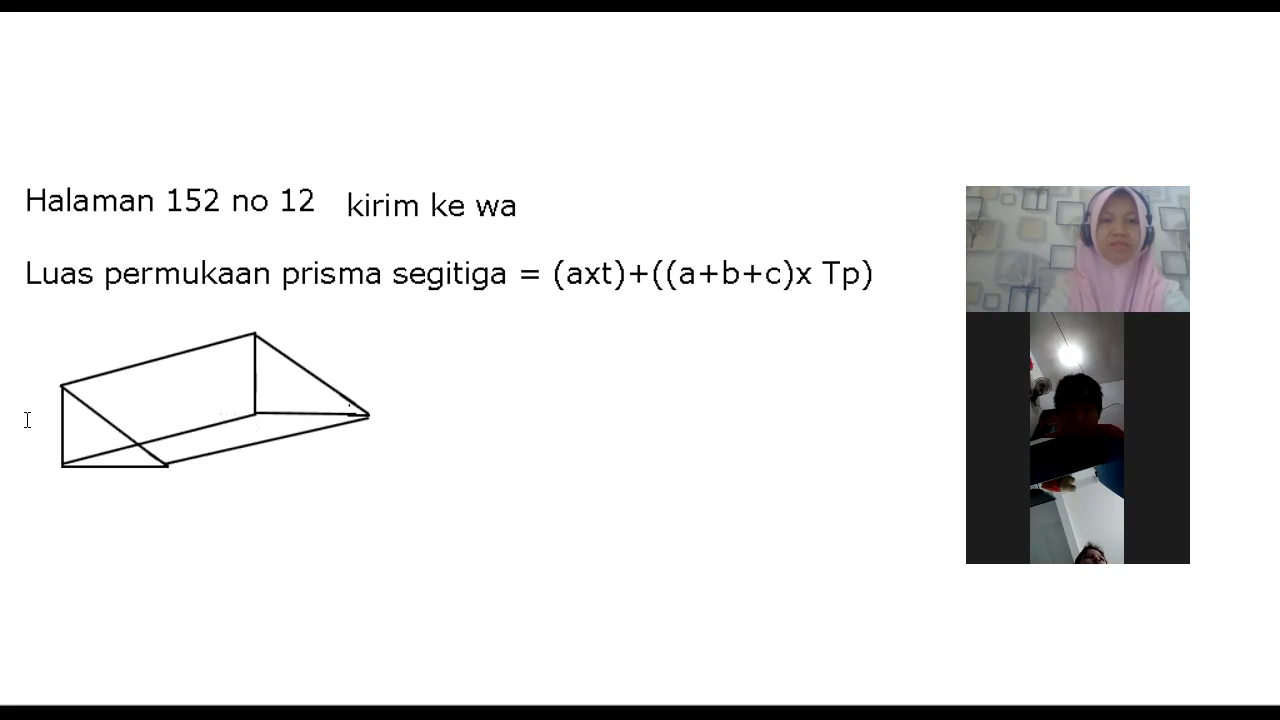 Halaman 152 no 12 kirim ke wa
Luas permukaan prisma segitiga = (axt)+((a+b+c)x Tp)